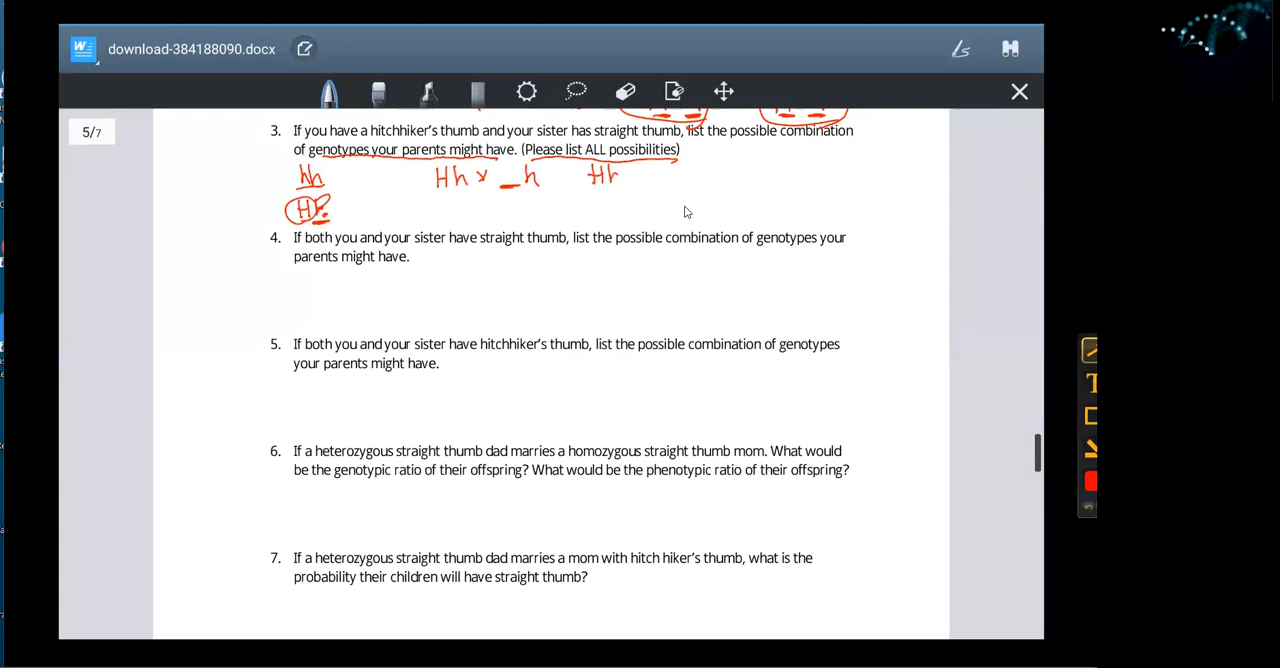 download-384188090.docx
5/7
3. If you have a hitchhiker's thumb and your sister has straight thumb, list the possible combination
of genotypes your parents might have. (Please list ALL possibilities)
hh Hh x _h Hh
H?
4. If both you and your sister have straight thumb, list the possible combination of genotypes your
parents might have.
5. If both you and your sister have hitchhiker's thumb, list the possible combination of genotypes
your parents might have.
6. If a heterozygous straight thumb dad marries a homozygous straight thumb mom. What would
be the genotypic ratio of their offspring? What would be the phenotypic ratio of their offspring?
7. If a heterozygous straight thumb dad marries a mom with hitch hiker's thumb, what is the
probability their children will have straight thumb?